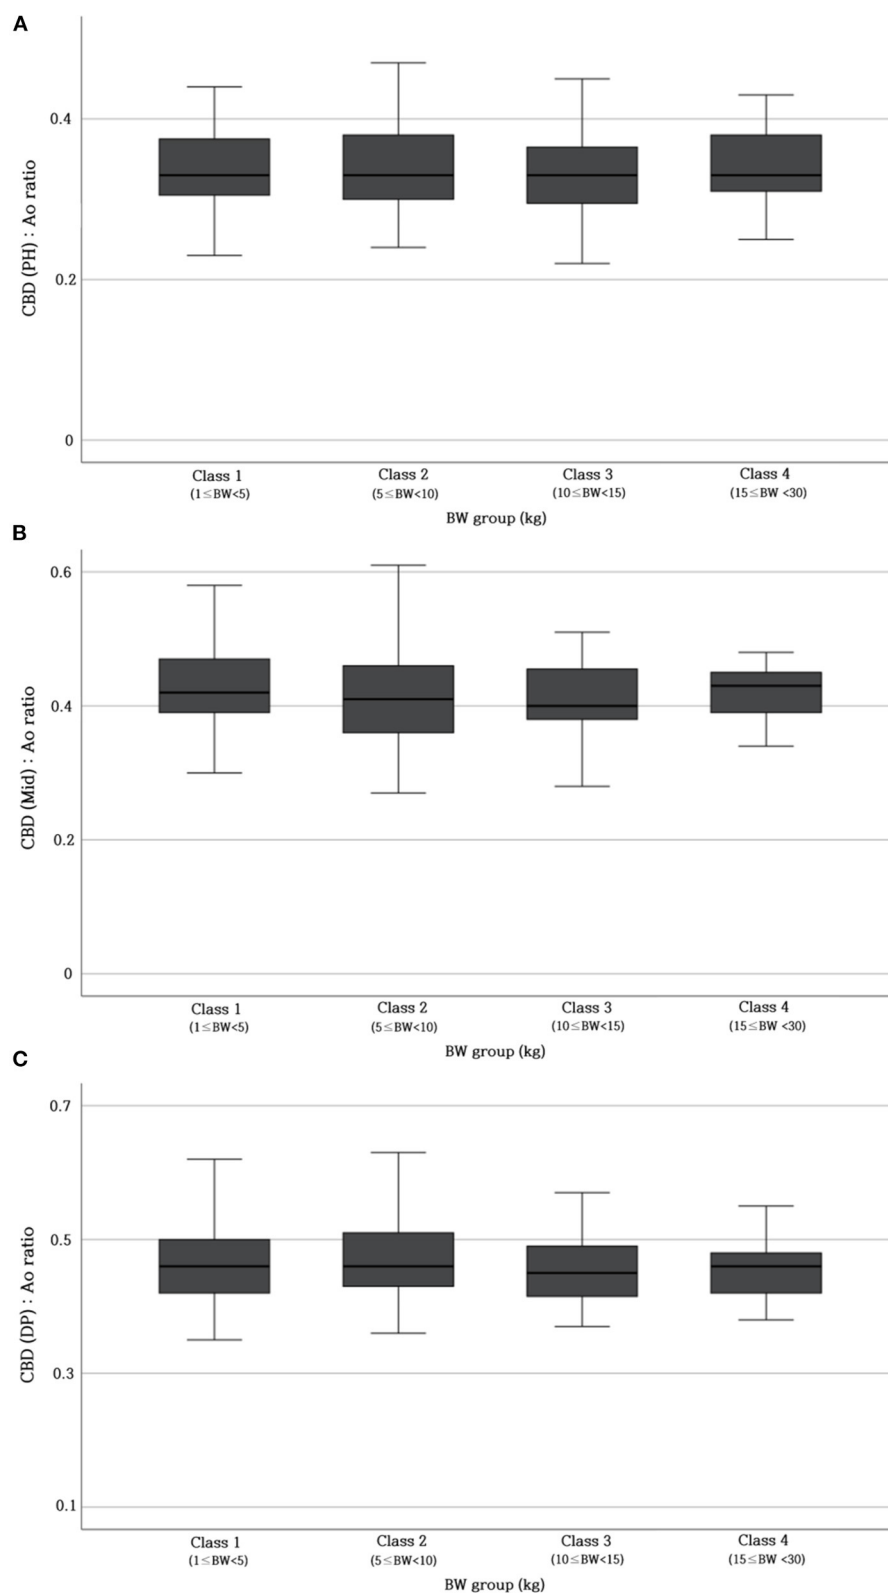 A
CBD (PH) : Ao ratio
0.4
0.2
0
Class 1 Class 2 Class 3 Class 4
(1≤BW<5) (5≤BW<10) (10≤BW<15) (15≤BW <30)
BW group (kg)
B
CBD (Mid) : Ao ratio
0.6
0.4
0.2
0
Class 1 Class 2 Class 3 Class 4
(1≤BW<5) (5≤BW<10) (10≤BW<15) (15≤BW <30)
BW group (kg)
C
CBD (DP) : Ao ratio
0.7
0.5
0.3
0.1
Class 1 Class 2 Class 3 Class 4
(1≤BW<5) (5≤BW<10) (10≤BW<15) (15≤BW <30)
BW group (kg)